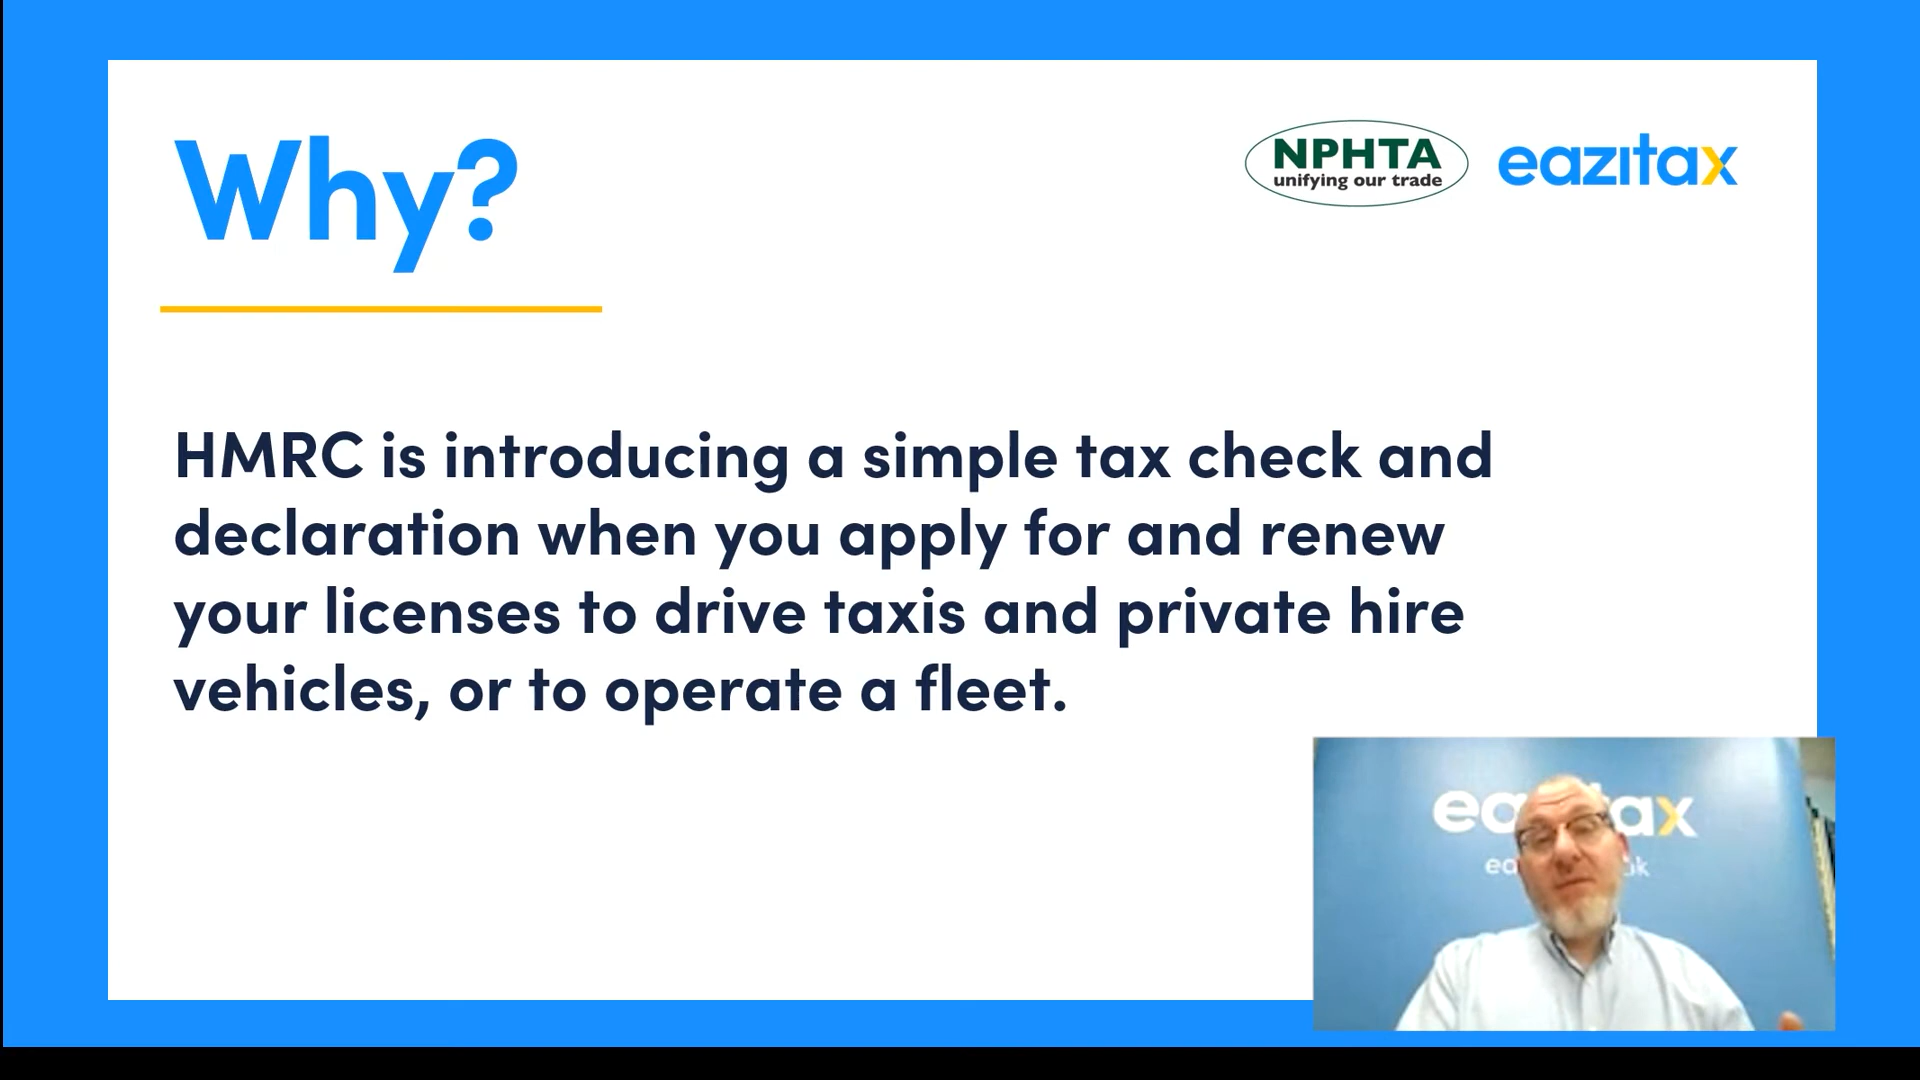 Why?
NPHTA
unifying our trade
eazitax
HMRC is introducing a simple tax check and
declaration when you apply for and renew
your licenses to drive taxis and private hire
vehicles, or to operate a fleet.